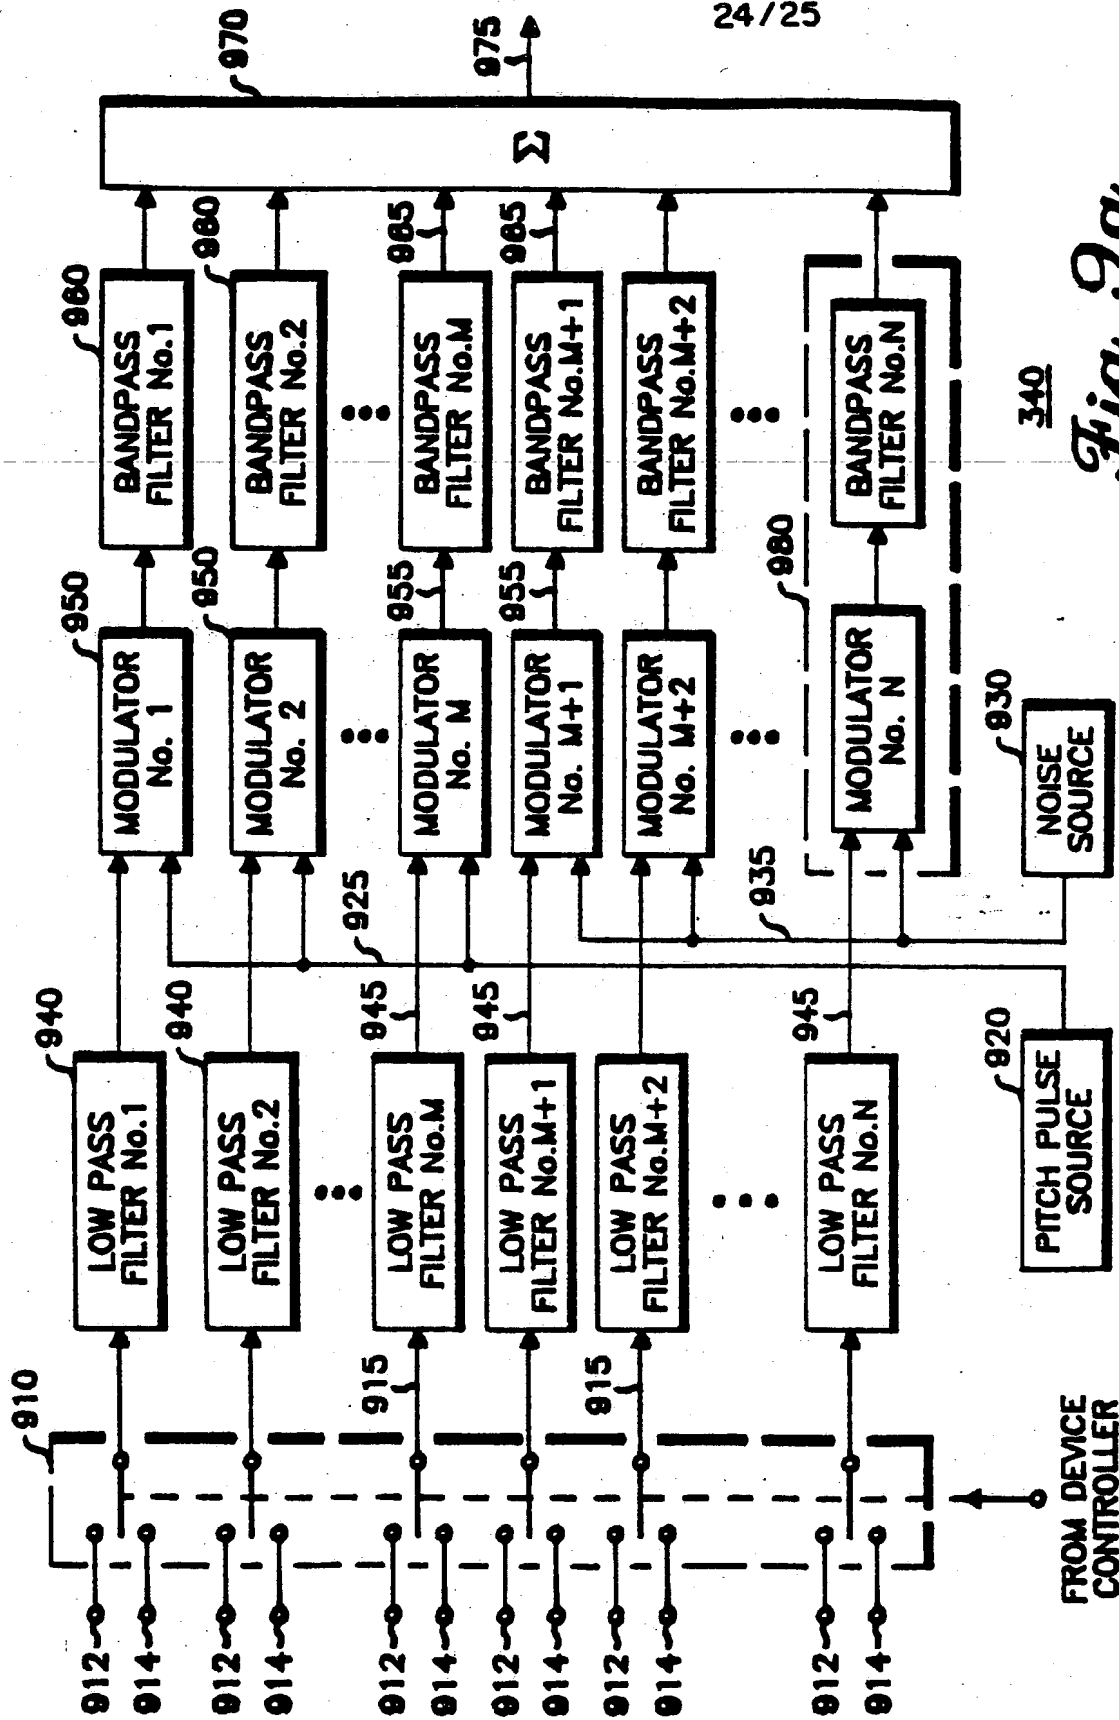 24/25
910
912
914
912
914
912
914
912
914
912
914
912
914
915
915
FROM DEVICE
CONTROLLER
940
LOW PASS
FILTER No.1
940
LOW PASS
FILTER No.2
LOW PASS
FILTER No.M
LOW PASS
FILTER No.M+1
LOW PASS
FILTER No.M+2
LOW PASS
FILTER No.N
945
945
945
925
935
920
PITCH PULSE
SOURCE
930
NOISE
SOURCE
950
MODULATOR
No. 1
950
MODULATOR
No. 2
MODULATOR
No. M
MODULATOR
No. M+1
MODULATOR
No. M+2
980
MODULATOR
No. N
955
955
960
BANDPASS
FILTER No.1
960
BANDPASS
FILTER No.2
BANDPASS
FILTER No.M
BANDPASS
FILTER No.M+1
BANDPASS
FILTER No.M+2
BANDPASS
FILTER No.N
965
965
970
Σ
975
340
Fig. 9a